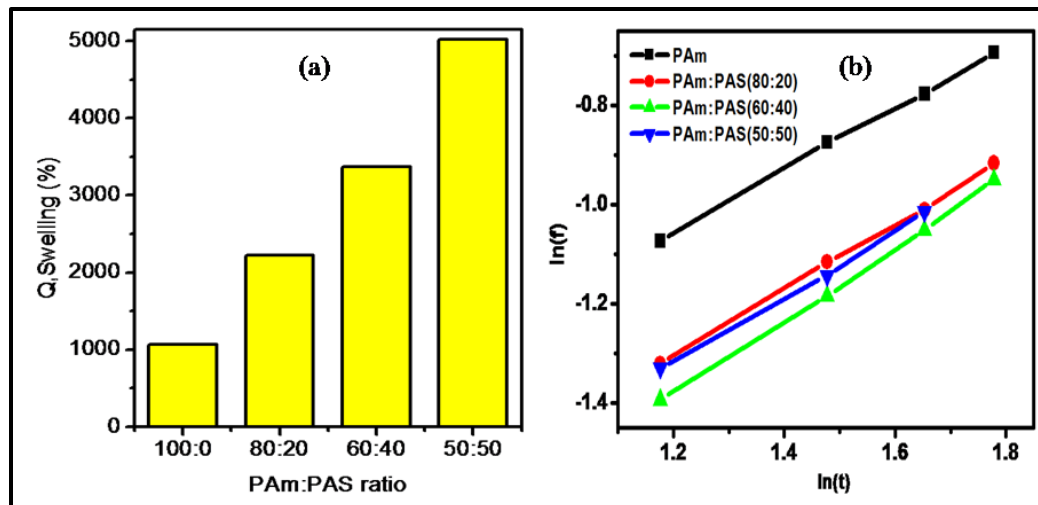 (a)
Q,Swelling (%)
5000
4000
3000
2000
1000
0
100:0 80:20 60:40 50:50
PAm:PAS ratio
(b)
PAm
PAm:PAS(80:20)
PAm:PAS(60:40)
PAm:PAS(50:50)
ln(f)
-0.8
-1.0
-1.2
-1.4
1.2 1.4 1.6 1.8
ln(t)